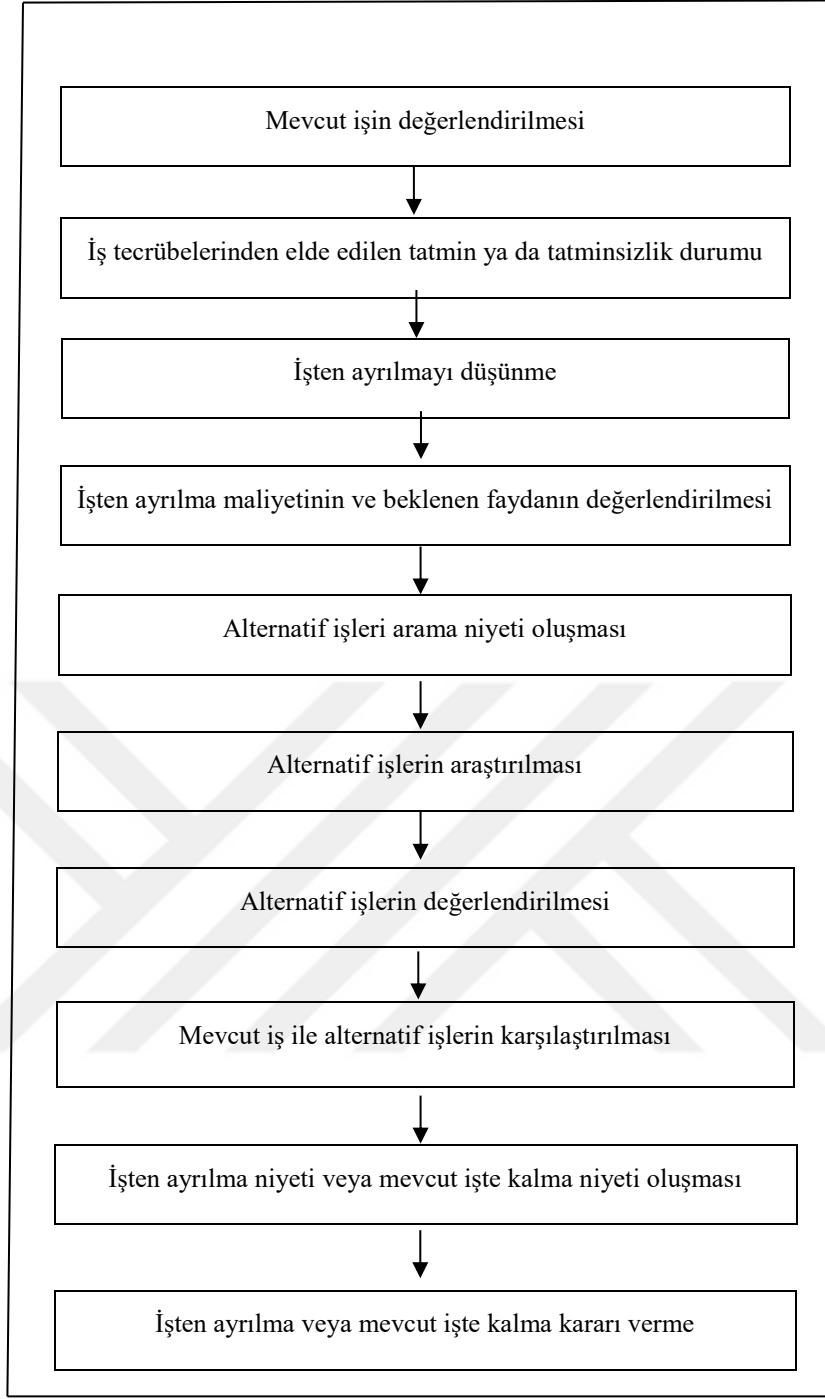 Mevcut işin değerlendirilmesi
İş tecrübelerinden elde edilen tatmin ya da tatminsizlik durumu
İşten ayrılmayı düşünme
İşten ayrılma maliyetinin ve beklenen faydanın değerlendirilmesi
Alternatif işleri arama niyeti oluşması
Alternatif işlerin araştırılması
Alternatif işlerin değerlendirilmesi
Mevcut iş ile alternatif işlerin karşılaştırılması
İşten ayrılma niyeti veya mevcut işte kalma niyeti oluşması
İşten ayrılma veya mevcut işte kalma kararı verme